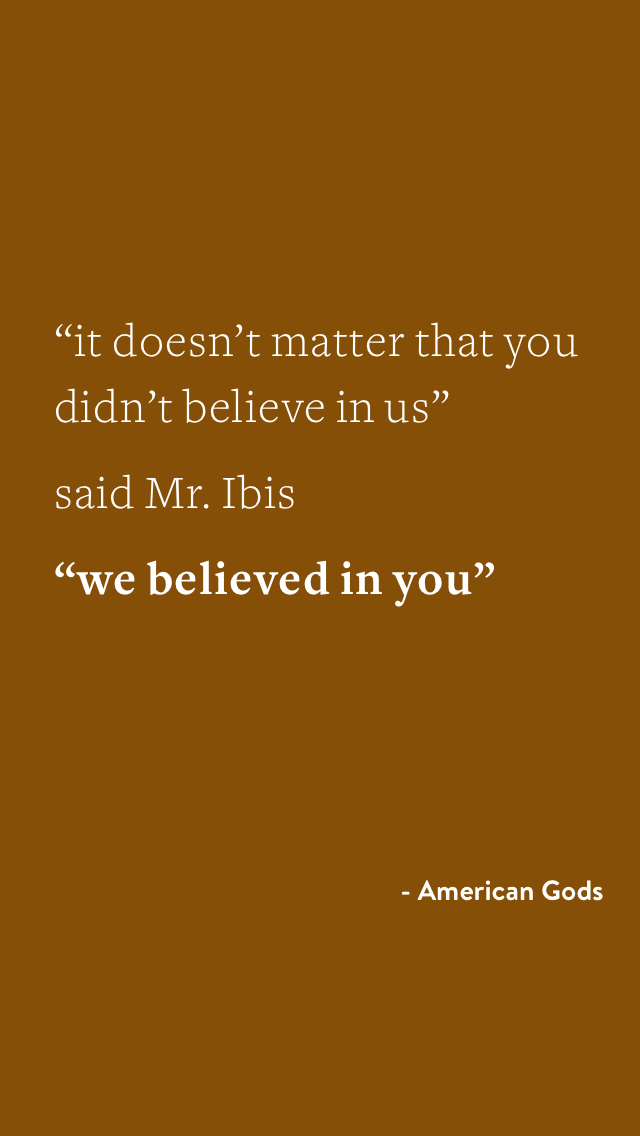 “it doesn’t matter that you
didn’t believe in us”
said Mr. Ibis
“we believed in you”
- American Gods